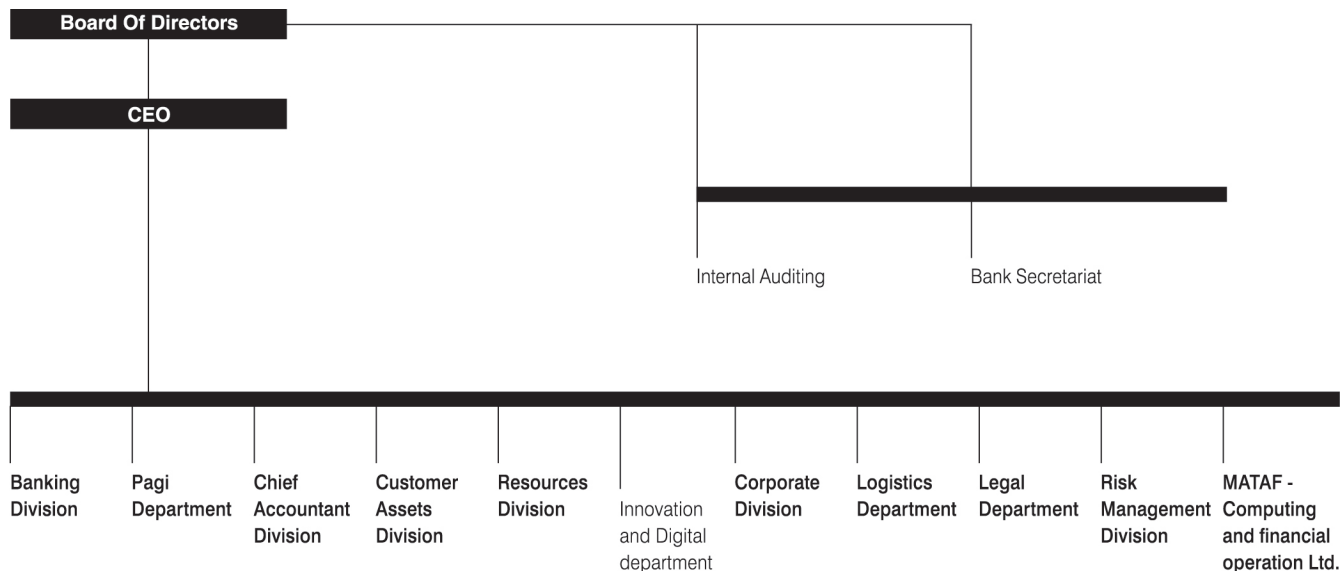 Board Of Directors
CEO
Internal Auditing
Bank Secretariat
Banking
Division
Pagi
Department
Chief
Accountant
Division
Customer
Assets
Division
Resources
Division
Innovation
and Digital
department
Corporate
Division
Logistics
Department
Legal
Department
Risk
Management
Division
MATAF -
Computing
and financial
operation Ltd.